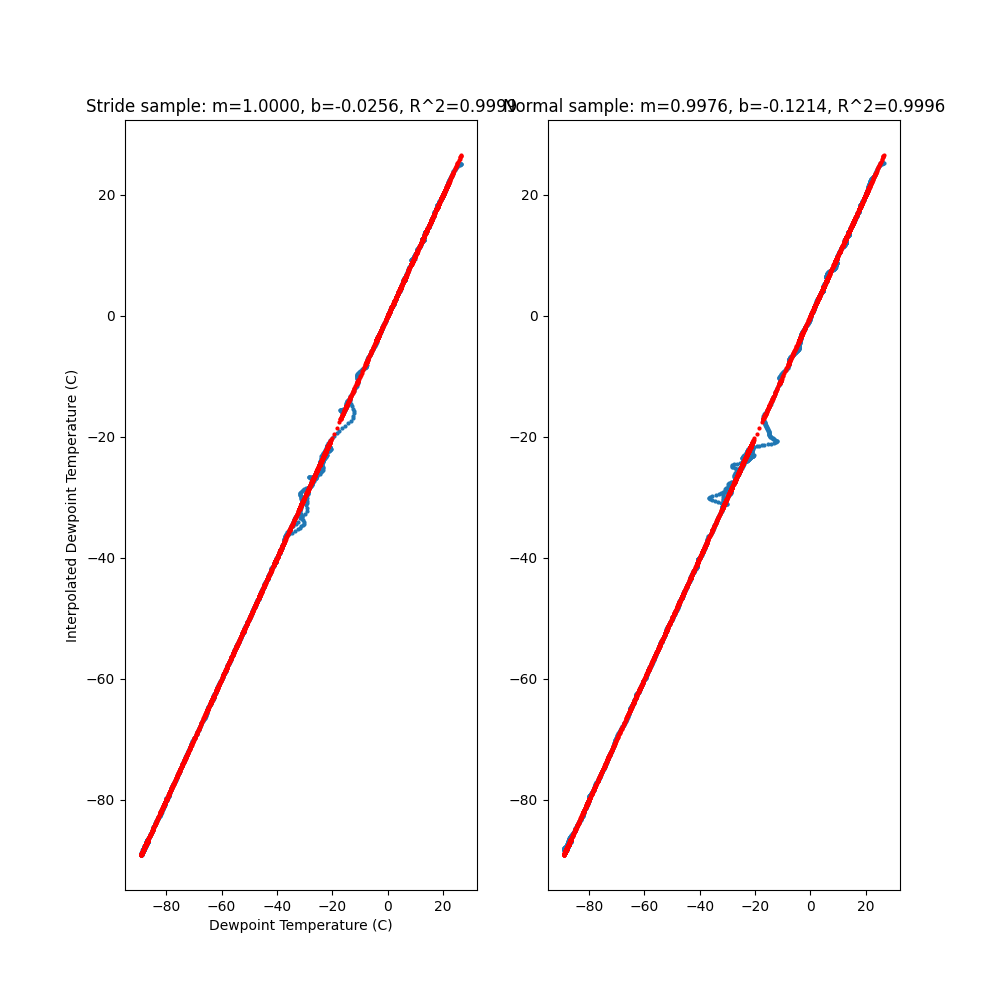 Stride sample: m=1.0000, b=-0.0256, R^2=0.9999
Normal sample: m=0.9976, b=-0.1214, R^2=0.9996
Interpolated Dewpoint Temperature (C)
20
0
−20
−40
−60
−80
−80 −60 −40 −20 0 20
Dewpoint Temperature (C)
20
0
−20
−40
−60
−80
−80 −60 −40 −20 0 20